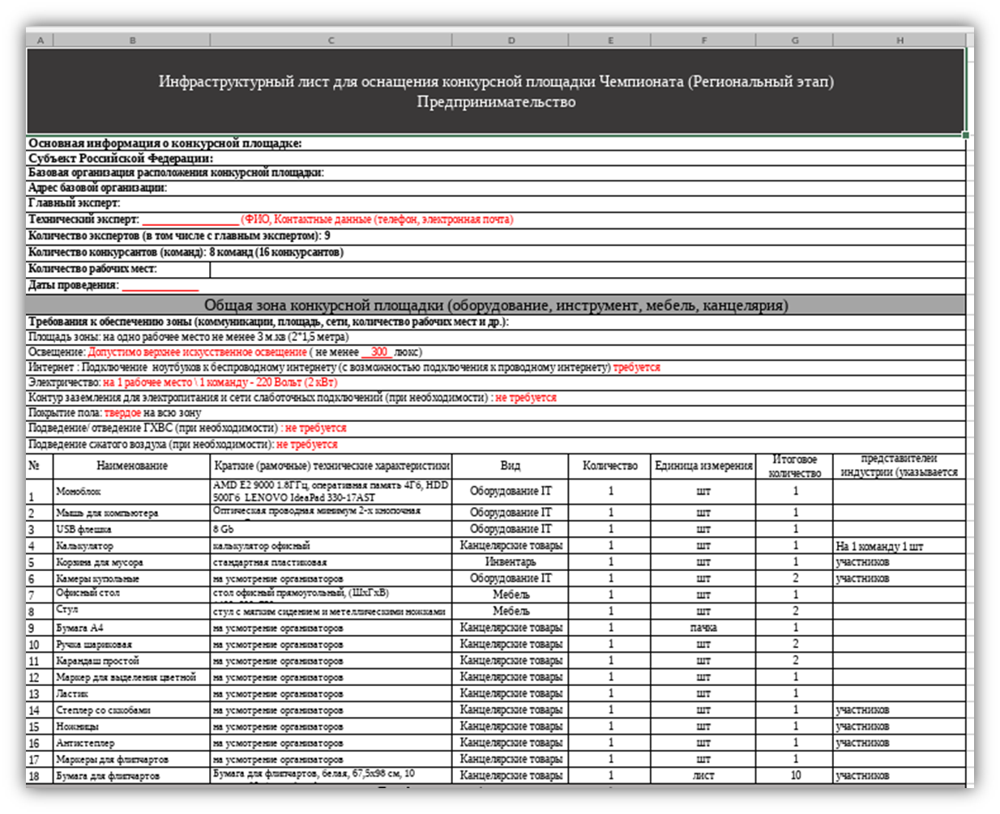 A B C D E F G H
Инфраструктурный лист для оснащения конкурсной площадки Чемпионата (Региональный этап)
Предпринимательство
Основная информация о конкурсной площадке:
Субъект Российской Федерации:
Базовая организация расположения конкурсной площадки:
Адрес базовой организации:
Главный эксперт:
Технический эксперт: __________________ (ФИО, Контактные данные (телефон, электронная почта)
Количество экспертов (в том числе с главным экспертом): 9
Количество конкурсантов (команд): 8 команд (16 конкурсантов)
Количество рабочих мест:
Даты проведения: ______________
Общая зона конкурсной площадки (оборудование, инструмент, мебель, канцелярия)
Требования к обеспечению зоны (коммуникации, площадь, сети, количество рабочих мест и др.):
Площадь зоны: на одно рабочее место не менее 3 м.кв (2*1,5 метра)
Освещение: Допустимо верхнее искусственное освещение ( не менее __300_ люкс)
Интернет : Подключение ноутбуков к беспроводному интернету (с возможностью подключения к проводному интернету) требуется
Электричество: на 1 рабочее место \ 1 команду - 220 Вольт (2 кВт)
Контур заземления для электропитания и сети слаботочных подключений (при необходимости) : не требуется
Покрытие пола: твердое на всю зону
Подведение/ отведение ГХВС (при необходимости) : не требуется
Подведение сжатого воздуха (при необходимости): не требуется
№ Наименование Краткие (рамочные) технические характеристики Вид Количество Единица измерения Итоговое количество представителей индустрии (указывается
1 Моноблок AMD E2 9000 1.8ГГц, оперативная память 4Гб, HDD 500Гб LENOVO IdeaPad 330-17AST Оборудование IT 1 шт 1
2 Мышь для компьютера Оптическая проводная минимум 2-х кнопочная Оборудование IT 1 шт 1
3 USB флешка 8 Gb Оборудование IT 1 шт 1
4 Калькулятор калькулятор офисный Канцелярские товары 1 шт 1 На 1 команду 1 шт
5 Корзина для мусора стандартная пластиковая Инвентарь 1 шт 1 участников
6 Камеры купольные на усмотрение организаторов Оборудование IT 1 шт 2 участников
7 Офисный стол стол офисный прямоугольный, (ШхГхВ) Мебель 1 шт 1
8 Стул стул с мягким сидением и метеллическими ножками Мебель 1 шт 2
9 Бумага А4 на усмотрение организаторов Канцелярские товары 1 пачка 1
10 Ручка шариковая на усмотрение организаторов Канцелярские товары 1 шт 2
11 Карандаш простой на усмотрение организаторов Канцелярские товары 1 шт 2
12 Маркер для выделения цветной на усмотрение организаторов Канцелярские товары 1 шт 1
13 Ластик на усмотрение организаторов Канцелярские товары 1 шт 1
14 Степлер со скхобами на усмотрение организаторов Канцелярские товары 1 шт 1 участников
15 Ножницы на усмотрение организаторов Канцелярские товары 1 шт 1 участников
16 Антистеплер на усмотрение организаторов Канцелярские товары 1 шт 1 участников
17 Маркеры для флипчартов на усмотрение организаторов Канцелярские товары 1 шт 1
18 Бумага для флипчартов Бумага для флипчартов, белая, 67,5х98 см, 10 Канцелярские товары 1 лист 10 участников